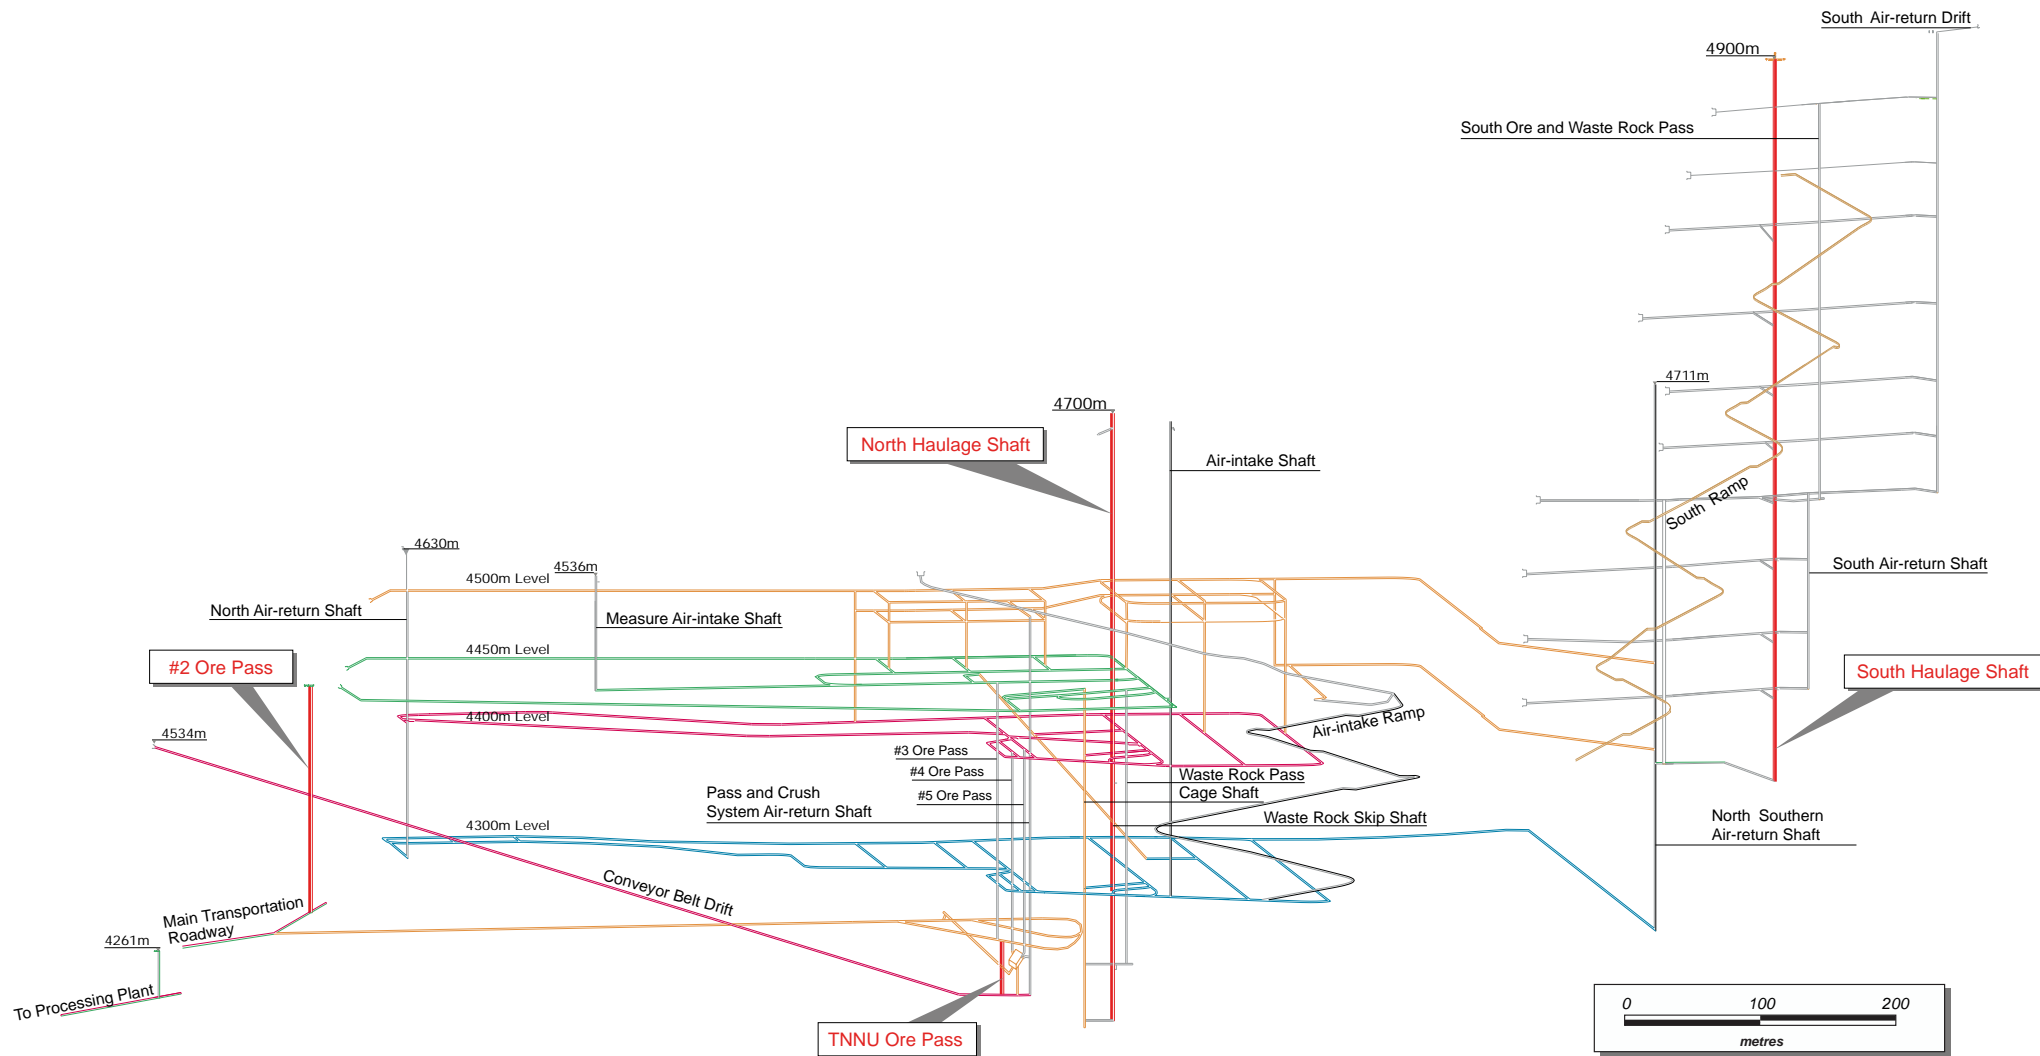 South Air-return Drift
4900m
South Ore and Waste Rock Pass
4711m
4700m
North Haulage Shaft
Air-intake Shaft
South Ramp
4630m
4536m
4500m Level
South Air-return Shaft
North Air-return Shaft
Measure Air-intake Shaft
4450m Level
#2 Ore Pass
South Haulage Shaft
4400m Level
Air-intake Ramp
4534m
#3 Ore Pass
#4 Ore Pass
#5 Ore Pass
Waste Rock Pass
Cage Shaft
Pass and Crush
System Air-return Shaft
Waste Rock Skip Shaft
North Southern
Air-return Shaft
4300m Level
Conveyor Belt Drift
Main Transportation
Roadway
4261m
To Processing Plant
TNNU Ore Pass
0 100 200
metres